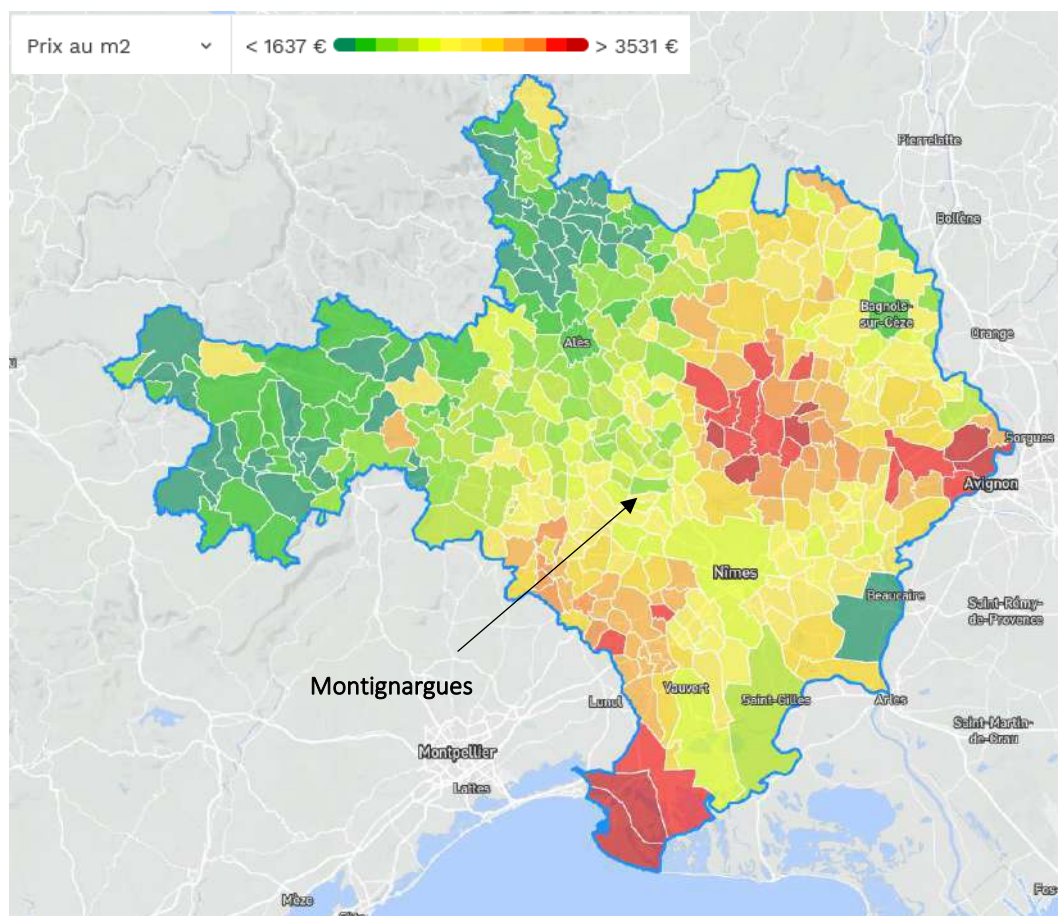 Prix au m2
< 1637 € > 3531 €
Pierrelatte
Bollène
Bagnols-
sur-Cèze
Orange
Alès
Sorgues
Avignon
Nîmes
Beaucaire
Saint-Rémy-
de-Provence
Montignargues
Vauvert
Lunel
Saint-Gilles
Arles
Saint-Martin-
de-Crau
Montpellier
Lattes
Mèze
Fos-